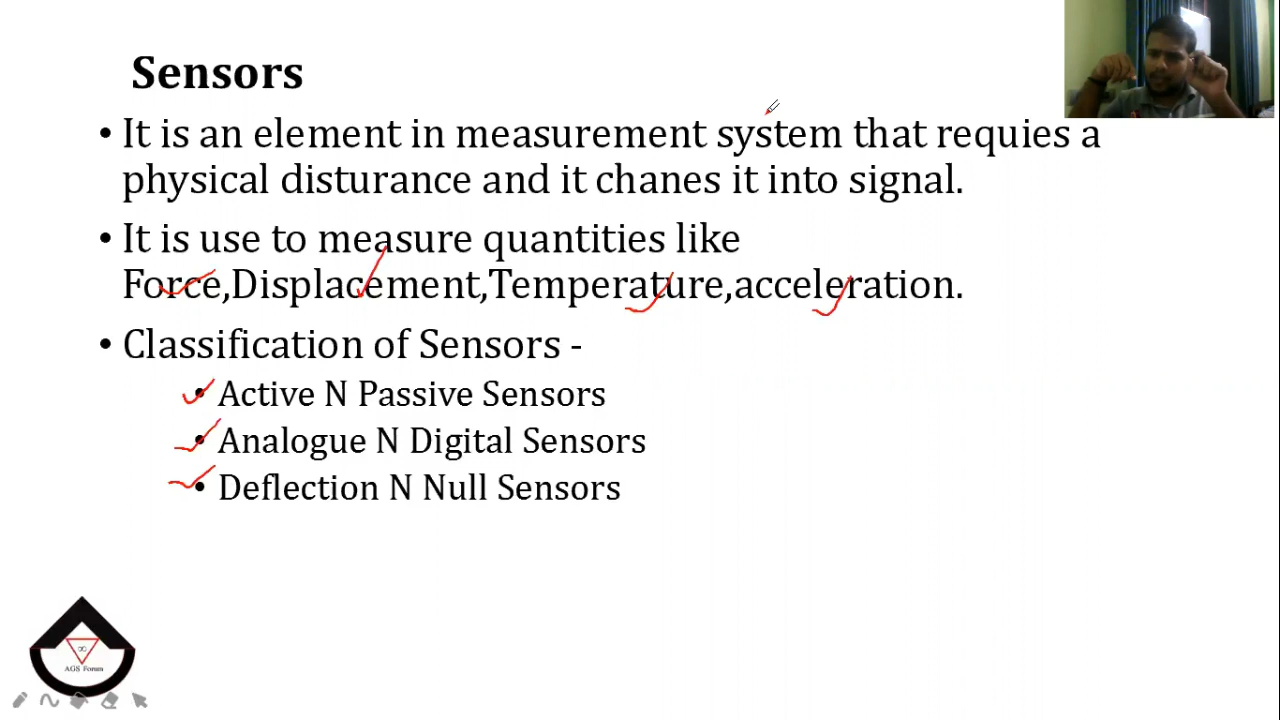 Sensors
• It is an element in measurement system that requies a
physical disturance and it chanes it into signal.
• It is use to measure quantities like
Force,Displacement,Temperature,acceleration.
• Classification of Sensors -
• Active N Passive Sensors
• Analogue N Digital Sensors
• Deflection N Null Sensors
∞
AGS Forum